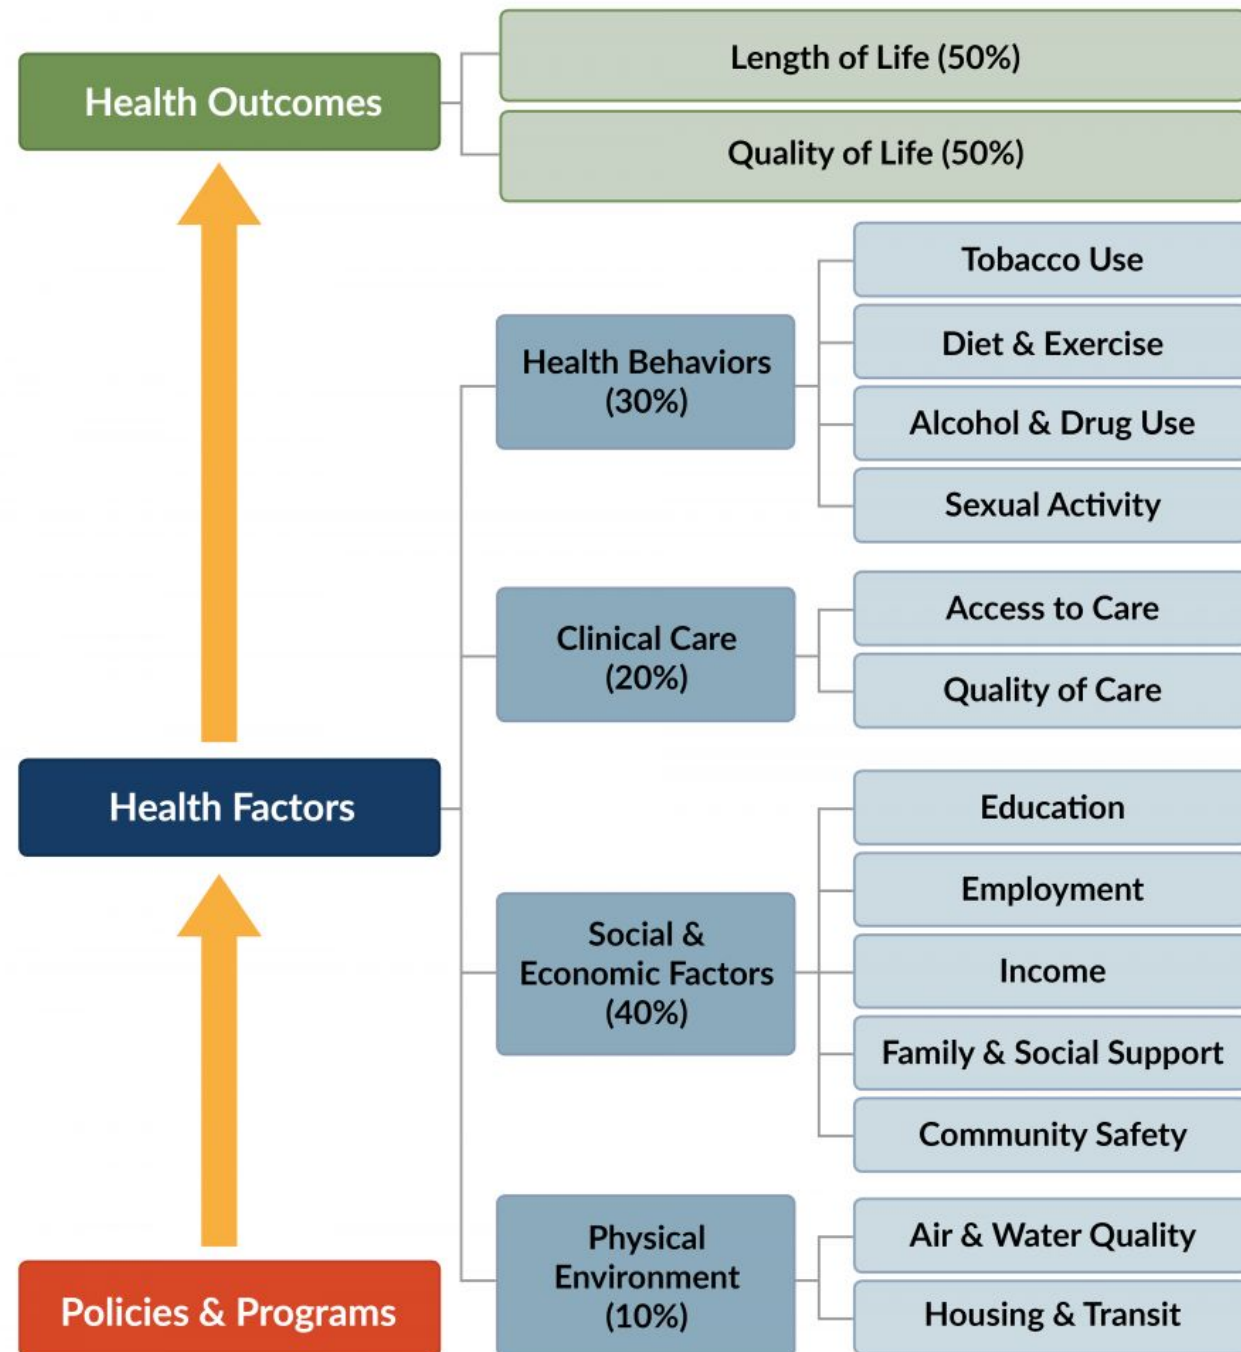 Health Outcomes
Length of Life (50%)
Quality of Life (50%)
Health Factors
Health Behaviors
(30%)
Tobacco Use
Diet & Exercise
Alcohol & Drug Use
Sexual Activity
Clinical Care
(20%)
Access to Care
Quality of Care
Social &
Economic Factors
(40%)
Education
Employment
Income
Family & Social Support
Community Safety
Physical
Environment
(10%)
Air & Water Quality
Housing & Transit
Policies & Programs